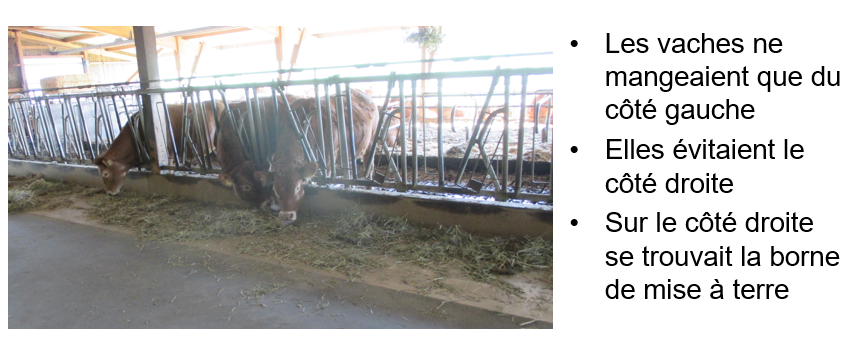 • Les vaches ne
mangeaient que du
côté gauche
• Elles évitaient le
côté droite
• Sur le côté droite
se trouvait la borne
de mise à terre